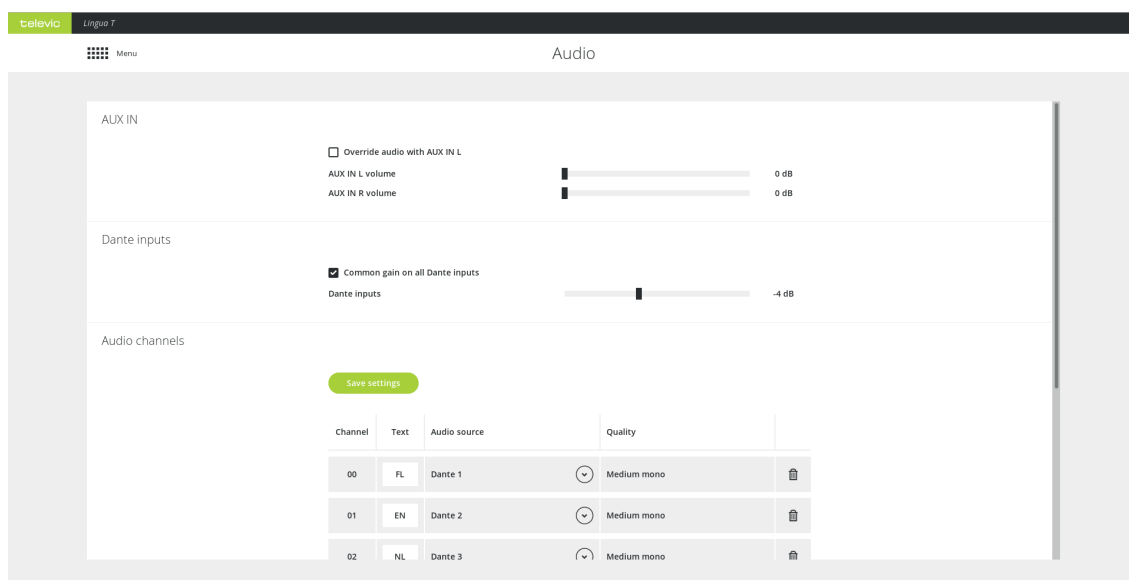 televic Lingua T
Menu
Audio
AUX IN
Override audio with AUX IN L
AUX IN L volume 0 dB
AUX IN R volume 0 dB
Dante inputs
Common gain on all Dante inputs
Dante inputs -4 dB
Audio channels
Save settings
Channel Text Audio source Quality
00 FL Dante 1 Medium mono
01 EN Dante 2 Medium mono
02 NL Dante 3 Medium mono